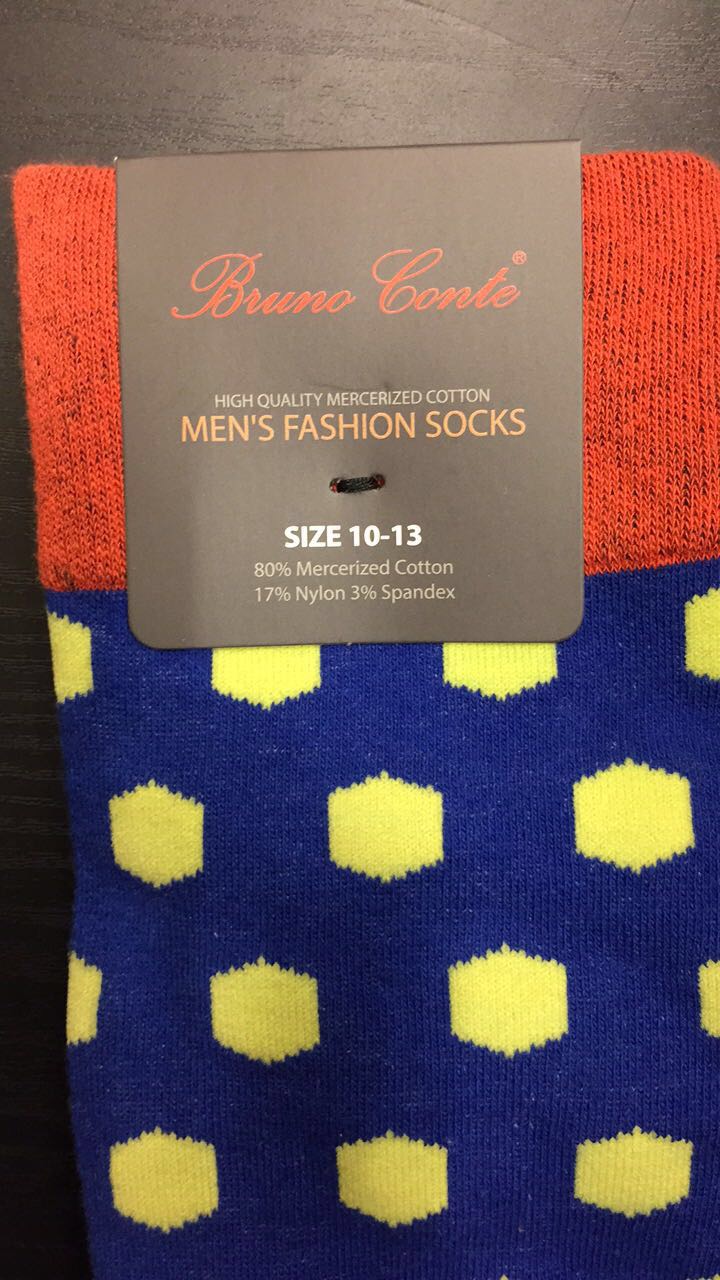 Bruno Conte®
HIGH QUALITY MERCERIZED COTTON
MEN'S FASHION SOCKS
SIZE 10-13
80% Mercerized Cotton
17% Nylon 3% Spandex